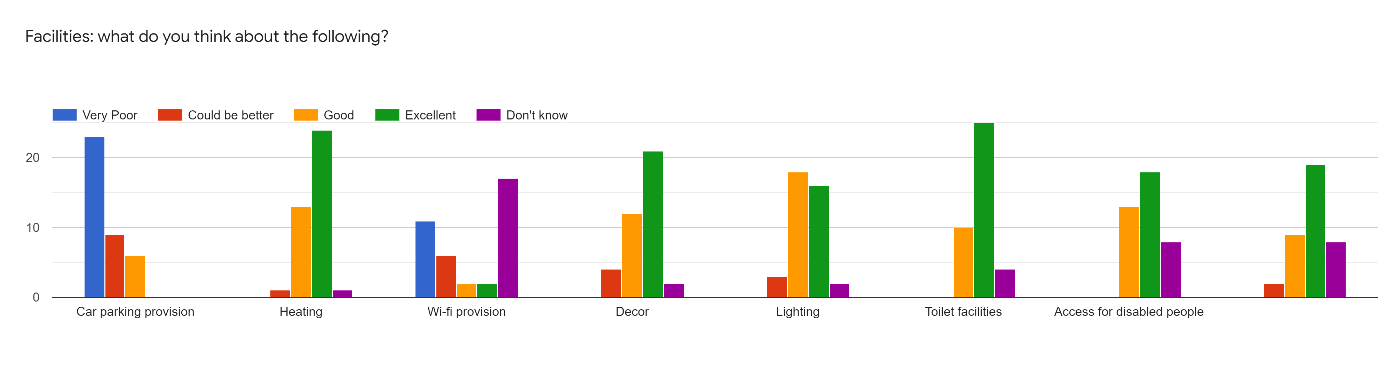 Facilities: what do you think about the following?
Very Poor Could be better Good Excellent Don't know
20
10
0
Car parking provision Heating Wi-fi provision Decor Lighting Toilet facilities Access for disabled people